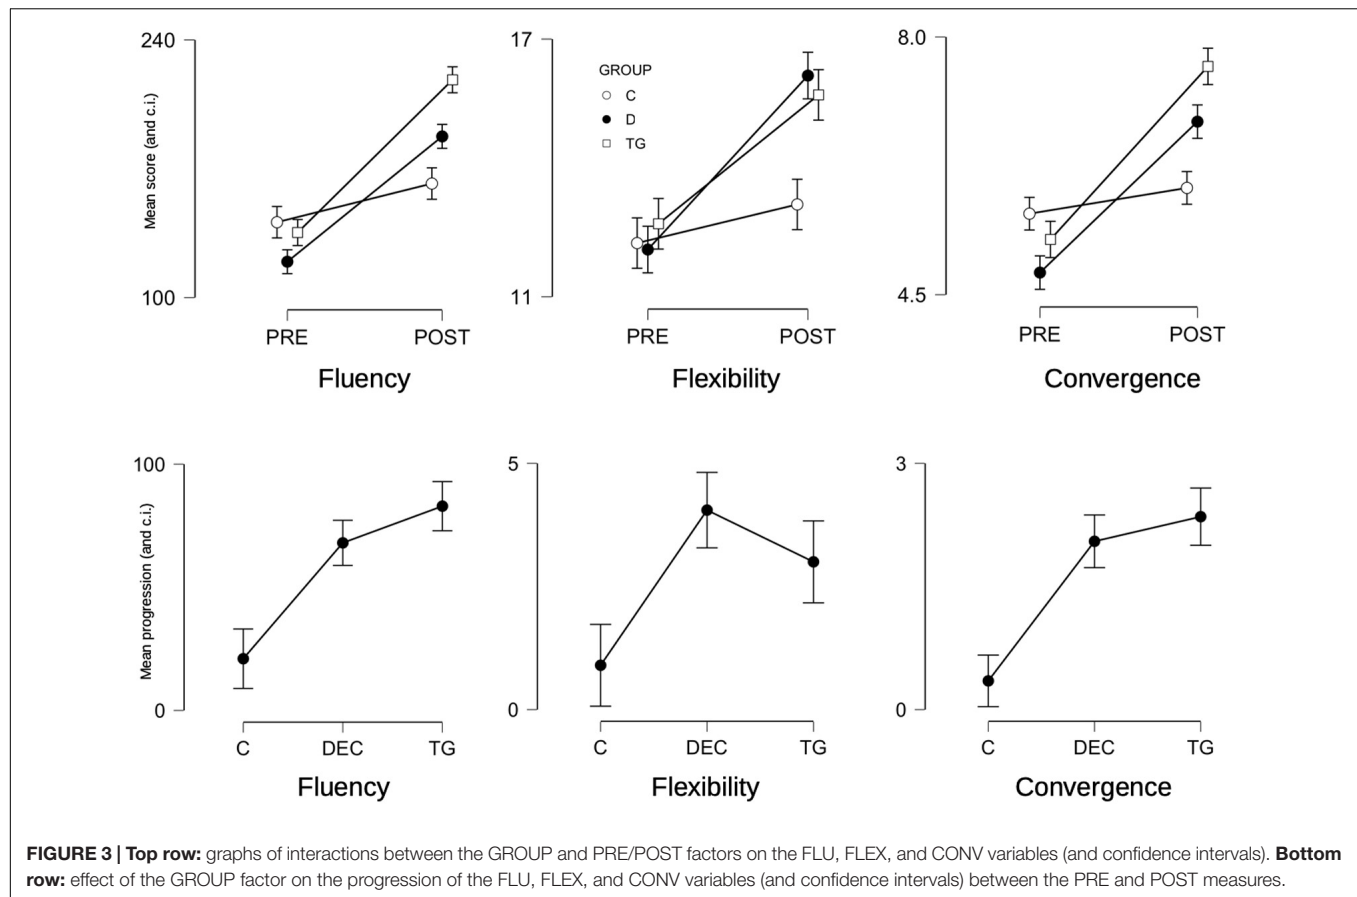 240
17
8.0
Mean score (and c.i.)
GROUP
C
D
TG
100
11
4.5
PRE POST
PRE POST
PRE POST
Fluency
Flexibility
Convergence
100
5
3
Mean progression (and c.i.)
0
0
0
C DEC TG
C DEC TG
C DEC TG
Fluency
Flexibility
Convergence
FIGURE 3 | Top row: graphs of interactions between the GROUP and PRE/POST factors on the FLU, FLEX, and CONV variables (and confidence intervals). Bottom
row: effect of the GROUP factor on the progression of the FLU, FLEX, and CONV variables (and confidence intervals) between the PRE and POST measures.